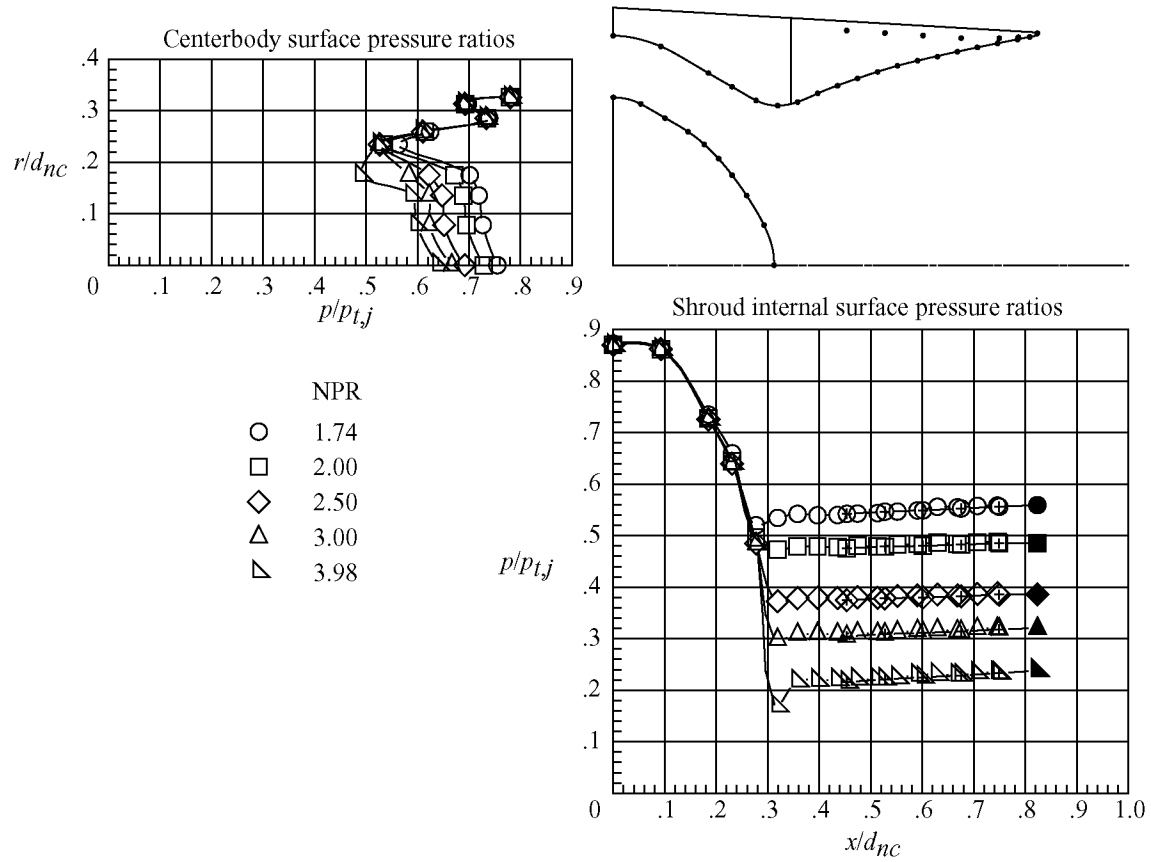 Centerbody surface pressure ratios
.4
.3
r/dnc .2
.1
0 .1 .2 .3 .4 .5 .6 .7 .8 .9
p/pt,j
Shroud internal surface pressure ratios
.9
.8
.7
.6
.5
p/pt,j
.4
.3
.2
.1
0 .1 .2 .3 .4 .5 .6 .7 .8 .9 1.0
x/dnc
NPR
1.74
2.00
2.50
3.00
3.98